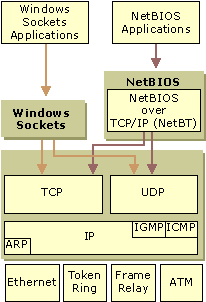 Windows
Sockets
Applications
NetBIOS
Applications
NetBIOS
Windows
Sockets
NetBIOS
over
TCP/IP (NetBT)
TCP
UDP
IP
IGMP
ICMP
ARP
Ethernet
Token
Ring
Frame
Relay
ATM